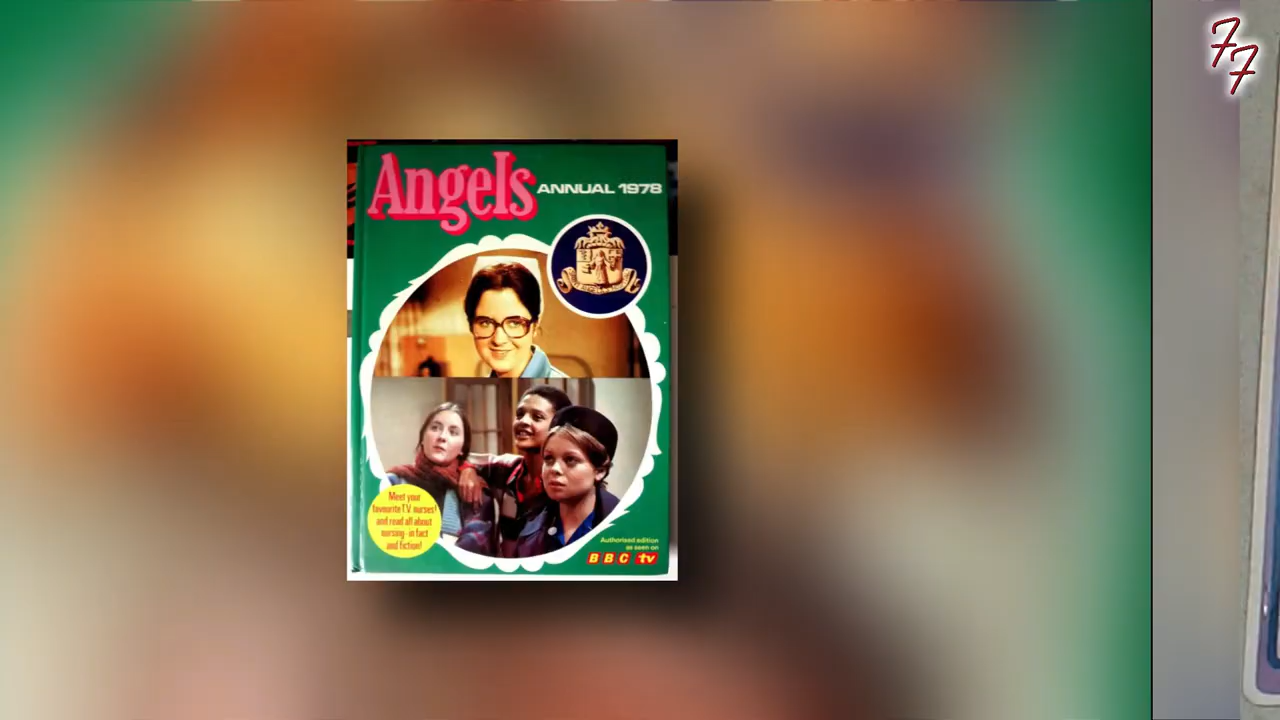 77
Angels
ANNUAL 1978
Meet your
favourite T.V. nurses!
and read all about
nursing - in fact
and fiction!
Authorised edition
as seen on
BBC tv